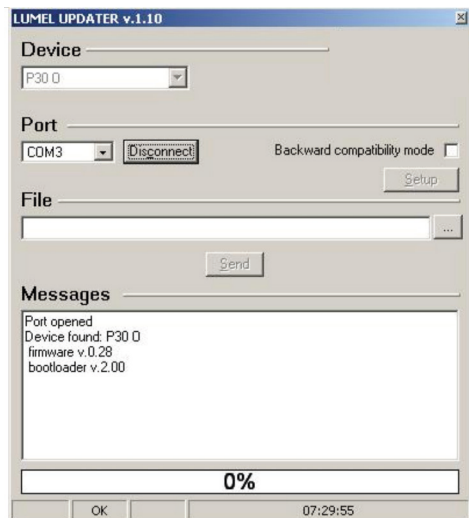 LUMEL UPDATER v.1.10
Device
P30 O
Port
COM3 Disconnect Backward compatibility mode
Setup
File
...
Send
Messages
Port opened
Device found: P30 O
firmware v.0.28
bootloader v.2.00
0%
OK 07:29:55